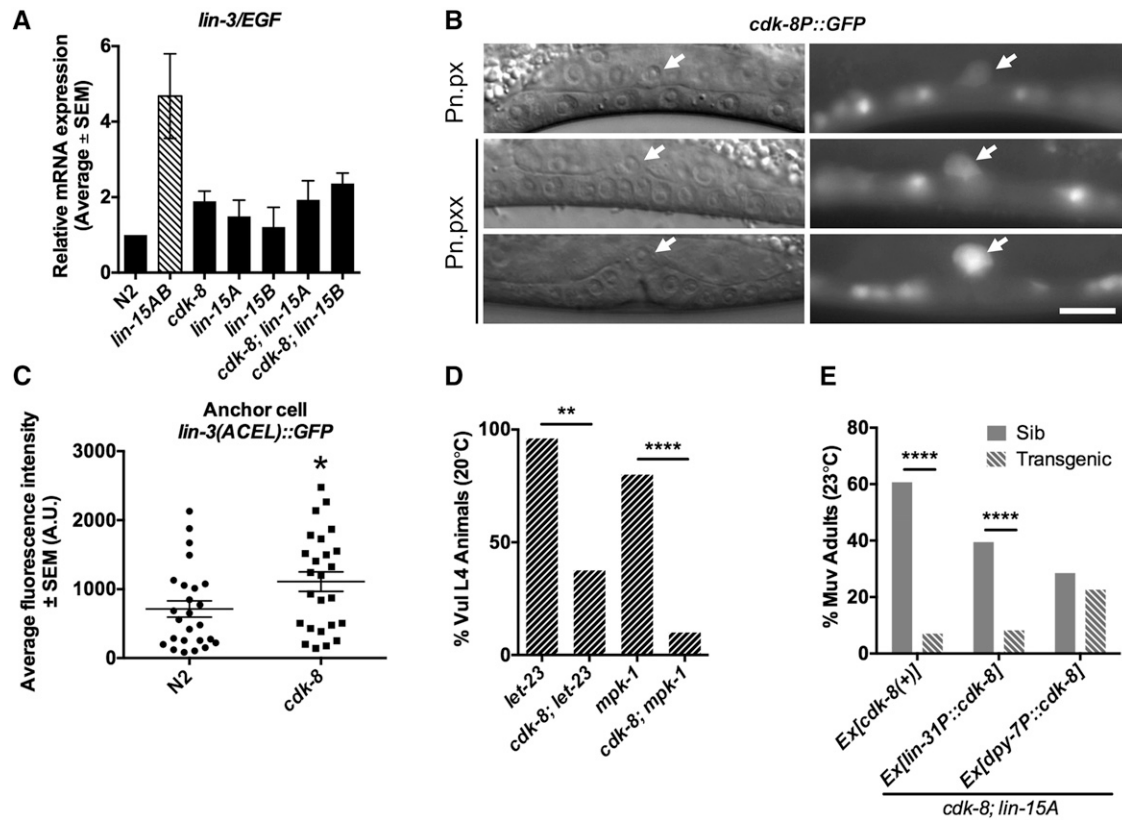 A
lin-3/EGF
Relative mRNA expression
(Average ± SEM)
6
4
2
0
N2
lin-15AB
cdk-8
lin-15A
lin-15B
cdk-8; lin-15A
cdk-8; lin-15B
B
cdk-8P::GFP
Pn.px
Pn.pxx
C
Anchor cell
lin-3(ACEL)::GFP
Average fluorescence intensity
± SEM (A.U.)
3000
2000
1000
0
*
N2
cdk-8
D
% Vul L4 Animals (20°C)
100
50
0
**
****
let-23
cdk-8; let-23
mpk-1
cdk-8; mpk-1
E
% Muv Adults (23°C)
80
60
40
20
0
Sib
Transgenic
****
****
Ex[cdk-8(+)]
Ex[lin-31P::cdk-8]
Ex[dpy-7P::cdk-8]
cdk-8; lin-15A